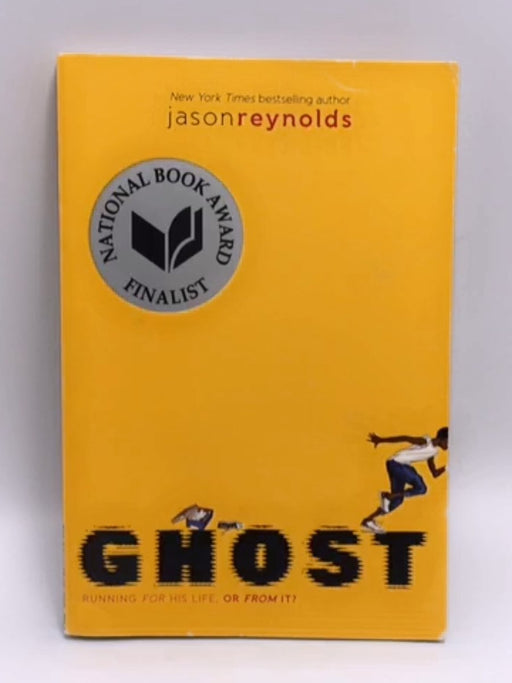 New York Times bestselling author
jasonreynolds
NATIONAL BOOK AWARD
FINALIST
GHOST
RUNNING FOR HIS LIFE, OR FROM IT?